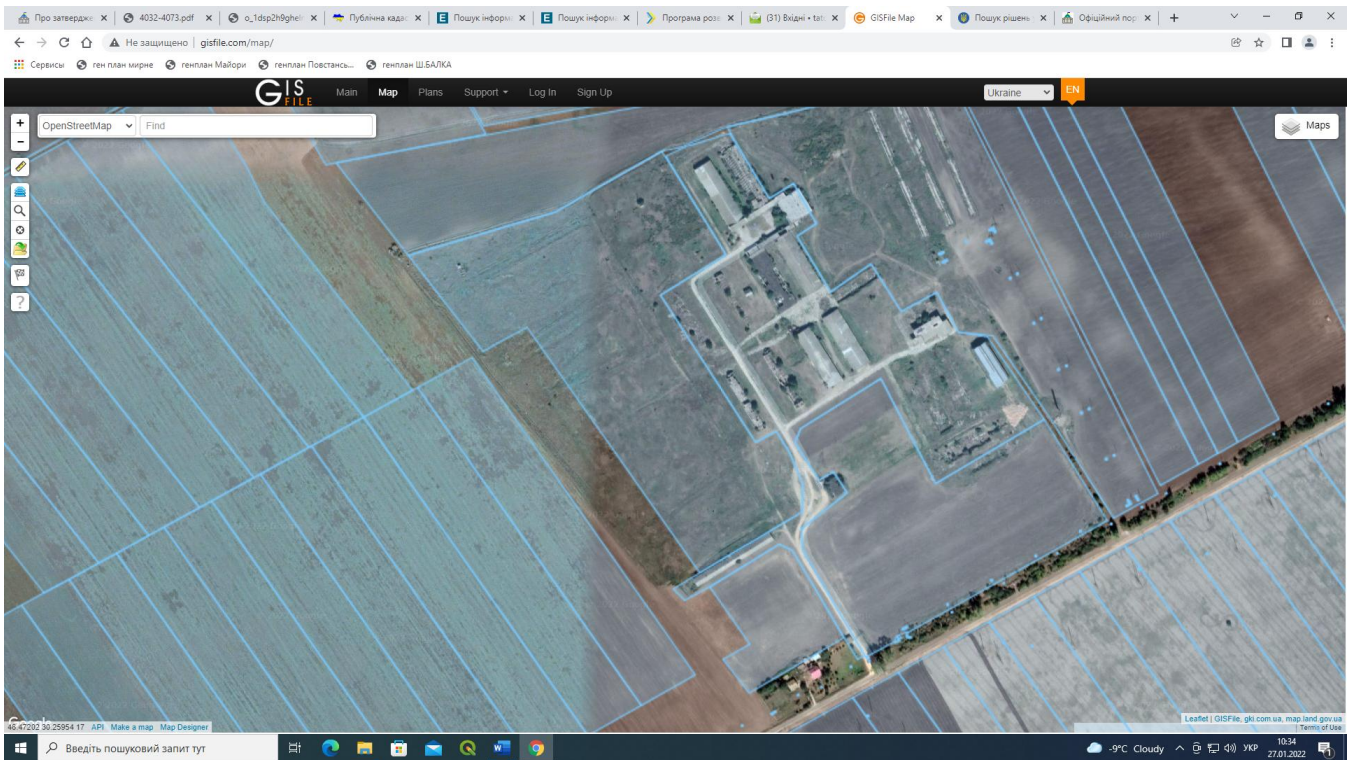 Про затвердже
4032-4073.pdf
o_1dsp2h9ghel
Публічна када
Пошук інформ
Пошук інформ
Програма розе
(31) Вхідні • tat
GISFile Map
Пошук рішень
Офіційний пор
Не защищено | gisfile.com/map/
Сервисы ген план мирне генплан Майори генплан Повстансь... генплан Ш.БАЛКА
GIS FILE Main Map Plans Support Log In Sign Up Ukraine EN
+ OpenStreetMap Find Maps
-
?
46.47202 30.25954 17 API Make a map Map Designer
Leaflet | GISFile, gki.com.ua, map.land.gov.ua
Terms of Use
Введіть пошуковий запит тут
-9°C Cloudy УКР 10:34
27.01.2022